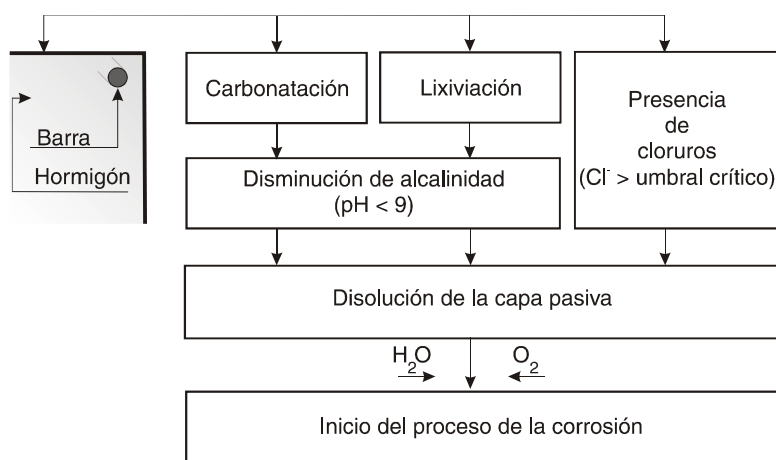 Barra
Hormigón
Carbonatación
Lixiviación
Presencia
de
cloruros
(Cl⁻ > umbral crítico)
Disminución de alcalinidad
(pH < 9)
Disolución de la capa pasiva
H₂O
O₂
Inicio del proceso de la corrosión